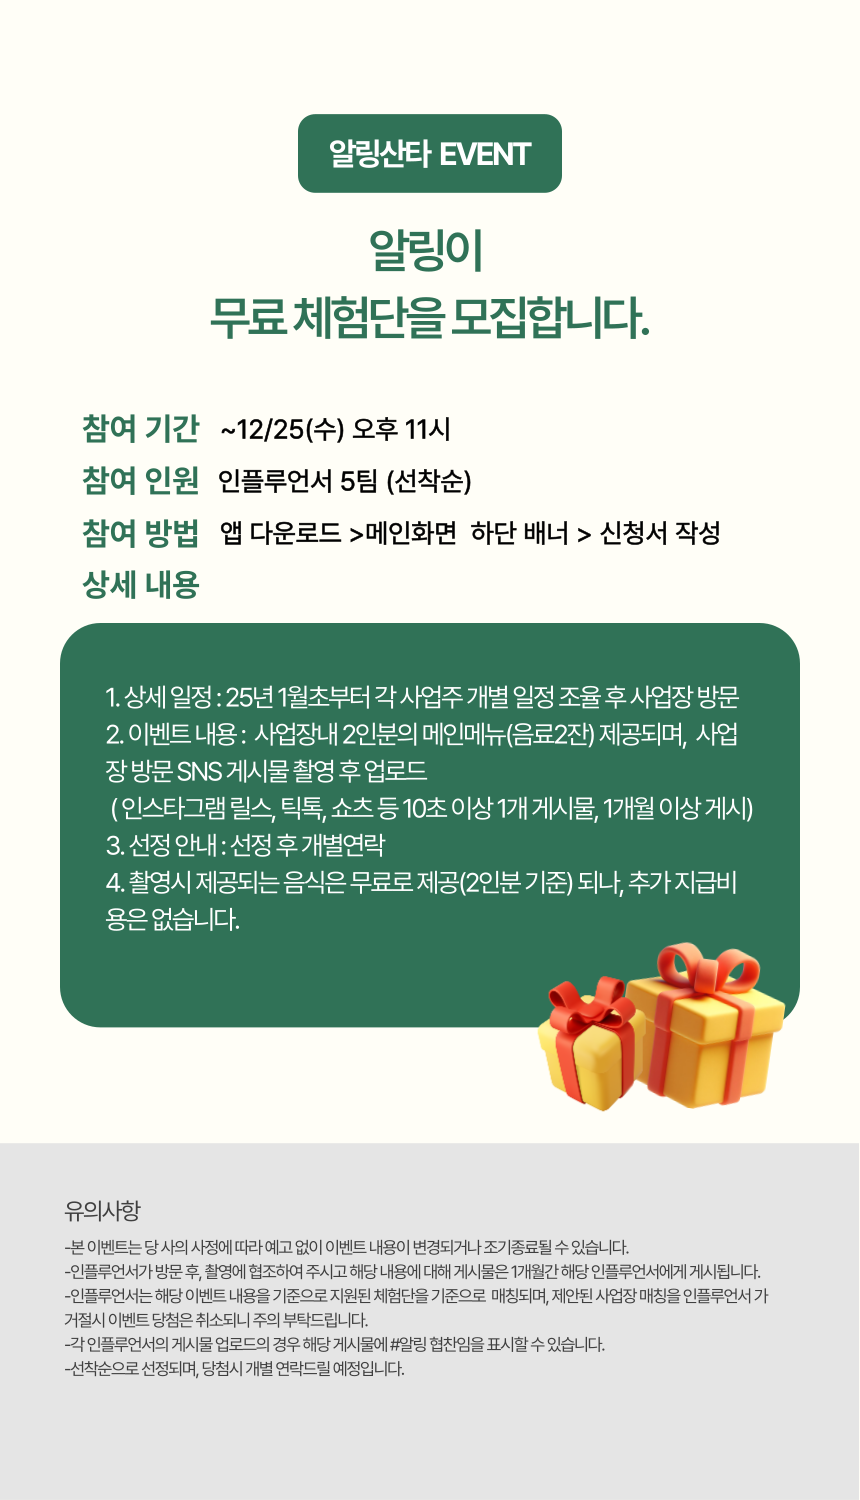 알링산타 EVENT
알링이
무료 체험단을 모집합니다.
참여 기간 ~12/25(수) 오후 11시
참여 인원 인플루언서 5팀 (선착순)
참여 방법 앱 다운로드 >메인화면 하단 배너 > 신청서 작성
상세 내용
1. 상세 일정 : 25년 1월초부터 각 사업주 개별 일정 조율 후 사업장 방문
2. 이벤트 내용 : 사업장내 2인분의 메인메뉴(음료2잔) 제공되며, 사업
장 방문 SNS 게시물 촬영 후 업로드
( 인스타그램 릴스, 틱톡, 쇼츠 등 10초 이상 1개 게시물, 1개월 이상 게시)
3. 선정 안내 : 선정 후 개별연락
4. 촬영시 제공되는 음식은 무료로 제공(2인분 기준) 되나, 추가 지급비
용은 없습니다.
유의사항
-본 이벤트는 당 사의 사정에 따라 예고 없이 이벤트 내용이 변경되거나 조기종료될 수 있습니다.
-인플루언서가 방문 후, 촬영에 협조하여 주시고 해당 내용에 대해 게시물은 1개월간 해당 인플루언서에게 게시됩니다.
-인플루언서는 해당 이벤트 내용을 기준으로 지원된 체험단을 기준으로 매칭되며, 제안된 사업장 매칭을 인플루언서 가
거절시 이벤트 당첨은 취소되니 주의 부탁드립니다.
-각 인플루언서의 게시물 업로드의 경우 해당 게시물에 #알링 협찬임을 표시할 수 있습니다.
-선착순으로 선정되며, 당첨시 개별 연락드릴 예정입니다.